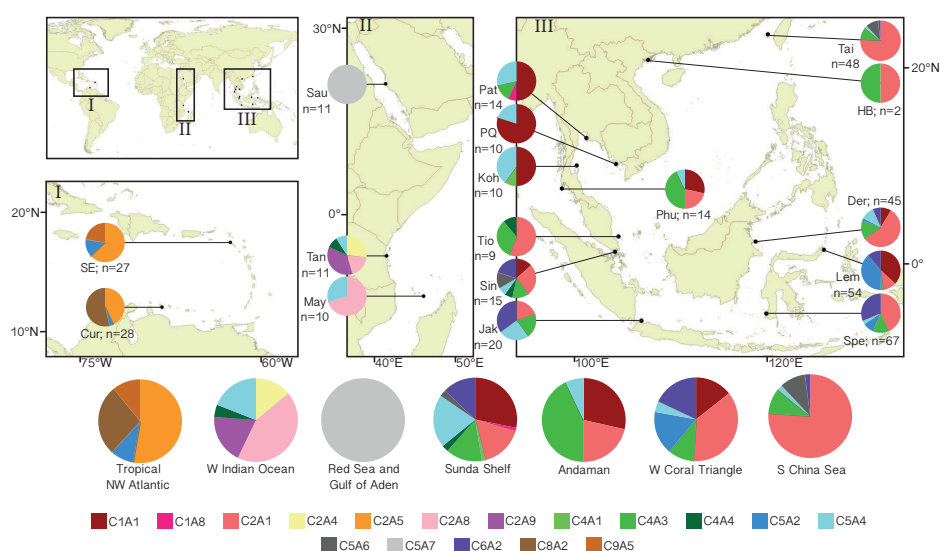 I
II
III
I
20°N
10°N
75°W
60°W
SE; n=27
Cur; n=28
II
30°N
0°
40°E
50°E
Sau
n=11
Tan
n=11
May
n=10
III
20°N
0°
100°E
120°E
Pat
n=14
PQ
n=10
Koh
n=10
Tio
n=9
Sin
n=15
Jak
n=20
Phu; n=14
Tai
n=48
HB; n=2
Der; n=45
Lem
n=54
Spe; n=67
Tropical
NW Atlantic
W Indian Ocean
Red Sea and
Gulf of Aden
Sunda Shelf
Andaman
W Coral Triangle
S China Sea
C1A1 C1A8 C2A1 C2A4 C2A5 C2A8 C2A9 C4A1 C4A3 C4A4 C5A2 C5A4
C5A6 C5A7 C6A2 C8A2 C9A5